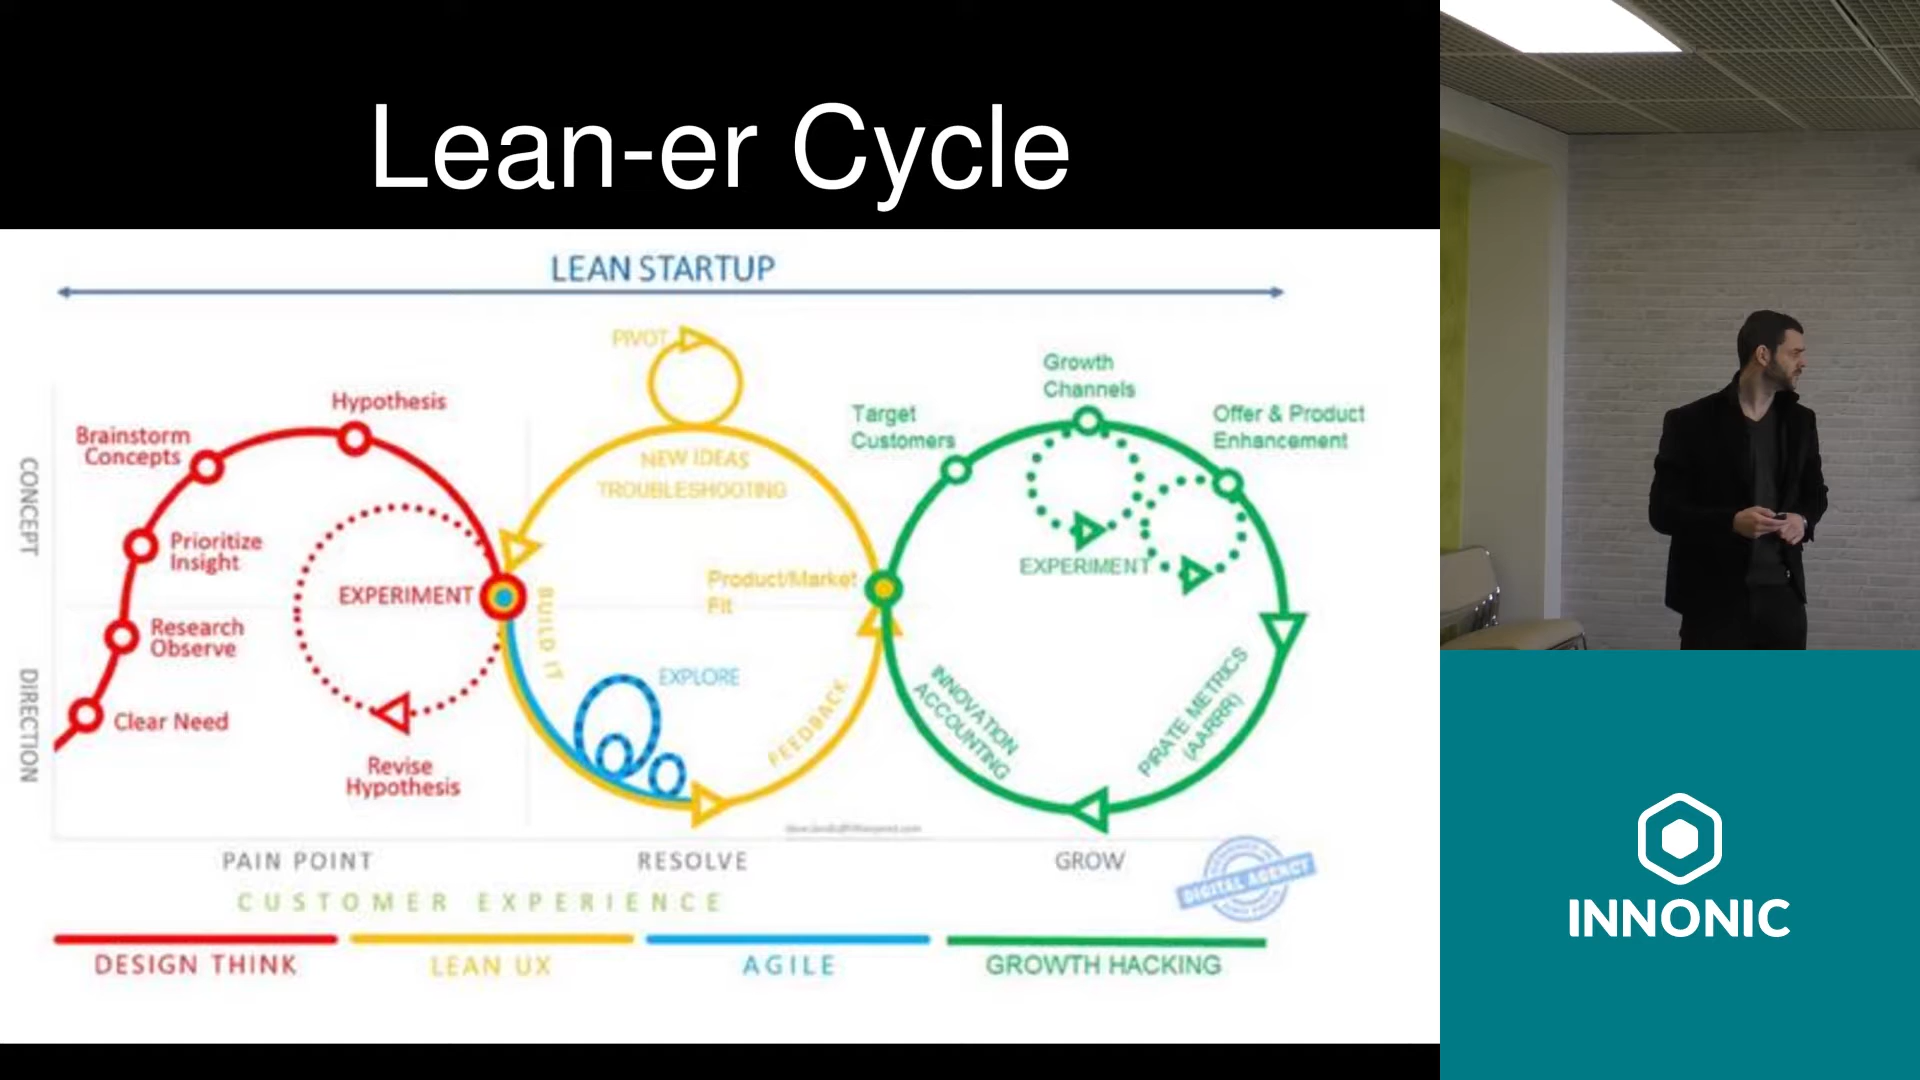 Lean-er Cycle
LEAN STARTUP
PIVOT
Hypothesis
Brainstorm
Concepts
Prioritize
Insight
Research
Observe
Clear Need
EXPERIMENT
Revise
Hypothesis
NEW IDEAS
TROUBLESHOOTING
BUILD IT
Product/Market
Fit
EXPLORE
FEEDBACK
Target
Customers
Growth
Channels
Offer & Product
Enhancement
EXPERIMENT
INNOVATION
ACCOUNTING
PIRATE METRICS
(AARRR)
CONCEPT
DIRECTION
PAIN POINT
RESOLVE
GROW
DIGITAL AGENCY
CUSTOMER EXPERIENCE
DESIGN THINK
LEAN UX
AGILE
GROWTH HACKING
INNONIC